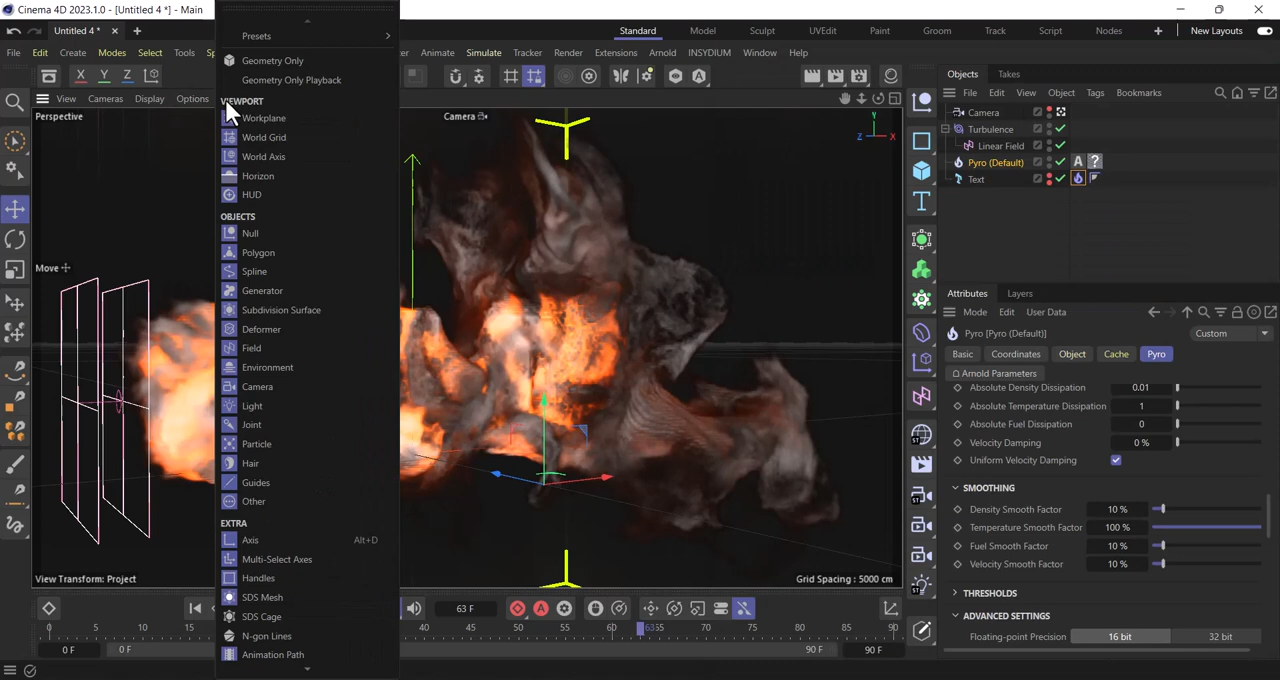 Cinema 4D 2023.1.0 - [Untitled 4 *] - Main
Untitled 4 *
Standard Model Sculpt UVEdit Paint Groom Track Script Nodes New Layouts
File Edit Create Modes Select Tools Sp
Animate Simulate Tracker Render Extensions Arnold INSYDIUM Window Help
X Y Z
View Cameras Display Options
Perspective
Camera
Move
View Transform: Project
Grid Spacing : 5000 cm
Y
Z X
Presets
Geometry Only
Geometry Only Playback
VIEWPORT
Workplane
World Grid
World Axis
Horizon
HUD
OBJECTS
Null
Polygon
Spline
Generator
Subdivision Surface
Deformer
Field
Environment
Camera
Light
Joint
Particle
Hair
Guides
Other
EXTRA
Axis Alt+D
Multi-Select Axes
Handles
SDS Mesh
SDS Cage
N-gon Lines
Animation Path
63 F
0 5 10 15
40 45 50 55 60 6355 70 75 80 85 90
0 F 0 F
90 F 90 F
Objects Takes
File Edit View Object Tags Bookmarks
Camera
Turbulence
Linear Field
Pyro (Default)
Text
Attributes Layers
Mode Edit User Data
Pyro [Pyro (Default)] Custom
Basic Coordinates Object Cache Pyro
Arnold Parameters
Absolute Density Dissipation 0.01
Absolute Temperature Dissipation 1
Absolute Fuel Dissipation 0
Velocity Damping 0 %
Uniform Velocity Damping
SMOOTHING
Density Smooth Factor 10 %
Temperature Smooth Factor 100 %
Fuel Smooth Factor 10 %
Velocity Smooth Factor 10 %
THRESHOLDS
ADVANCED SETTINGS
Floating-point Precision 16 bit 32 bit